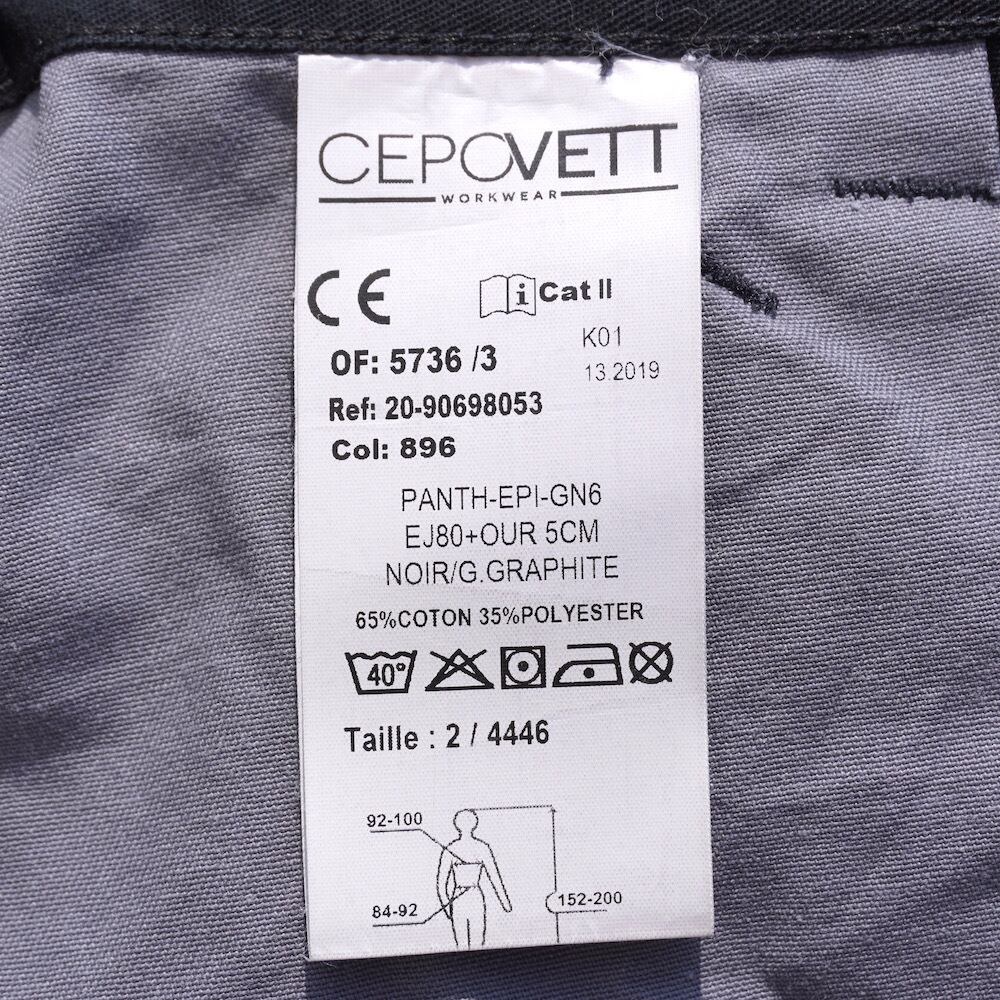 CEPOVETT
WORKWEAR
CE
i Cat II
K01
OF: 5736 /3
13.2019
Ref: 20-90698053
Col: 896
PANTH-EPI-GN6
EJ80+OUR 5CM
NOIR/G.GRAPHITE
65%COTON 35%POLYESTER
40°
Taille : 2 / 4446
92-100
84-92
152-200